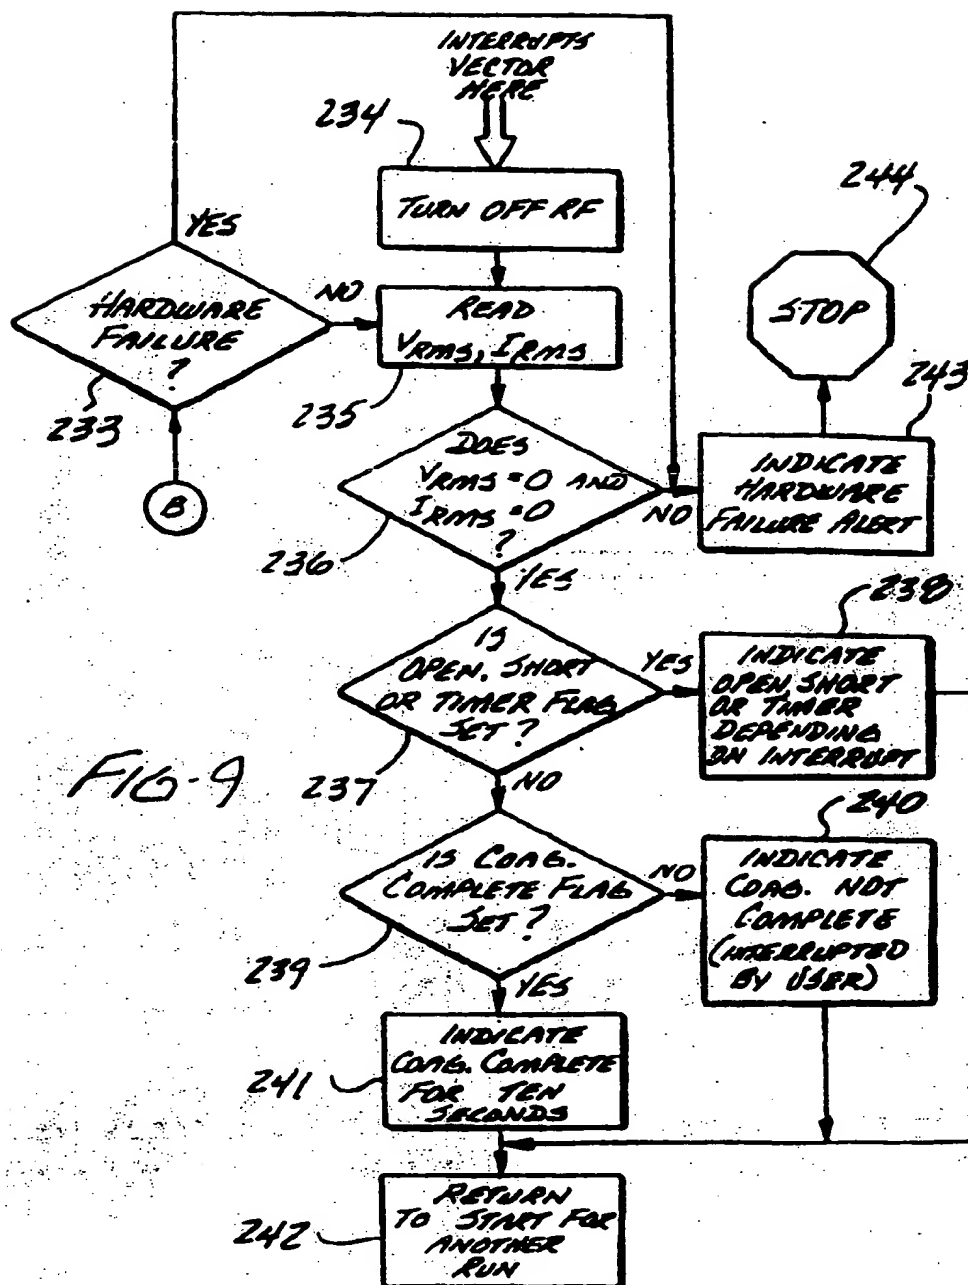 INTERRUPTS
VECTOR
HERE
234
TURN OFF RF
244
STOP
YES
HARDWARE
FAILURE
?
NO
233
READ
VRMS, IRMS
235
243
B
DOES
VRMS = 0 AND
IRMS = 0
?
NO
236
INDICATE
HARDWARE
FAILURE ALERT
YES
238
IS
OPEN, SHORT
OR TIMER FLAG
SET?
YES
237
INDICATE
OPEN, SHORT
OR TIMER
DEPENDING
ON INTERRUPT
FIG-9
NO
240
IS COAG.
COMPLETE FLAG
SET?
NO
239
INDICATE
COAG. NOT
COMPLETE
(INTERRUPTED
BY USER)
YES
INDICATE
COAG. COMPLETE
FOR TEN
SECONDS
241
RETURN
TO START FOR
ANOTHER
RUN
242